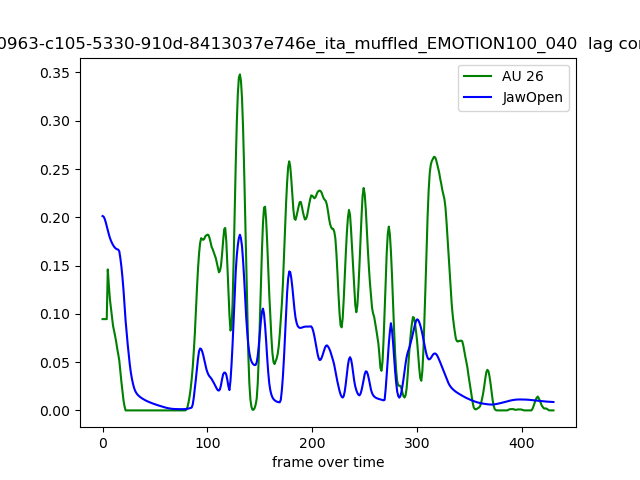 0963-c105-5330-910d-8413037e746e_ita_muffled_EMOTION100_040 lag
AU 26
JawOpen
0.35
0.30
0.25
0.20
0.15
0.10
0.05
0.00
0 100 200 300 400
frame over time